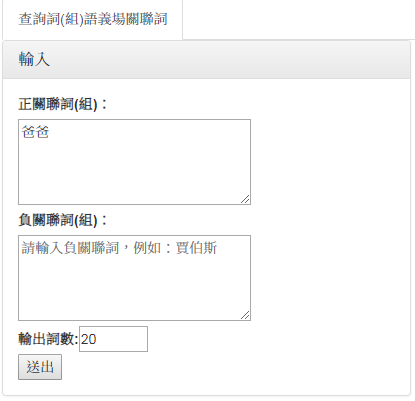 查詢詞(組)語義場關聯詞
輸入
正關聯詞(組)：
爸爸
負關聯詞(組)：
請輸入負關聯詞，例如：賈伯斯
輸出詞數:20
送出